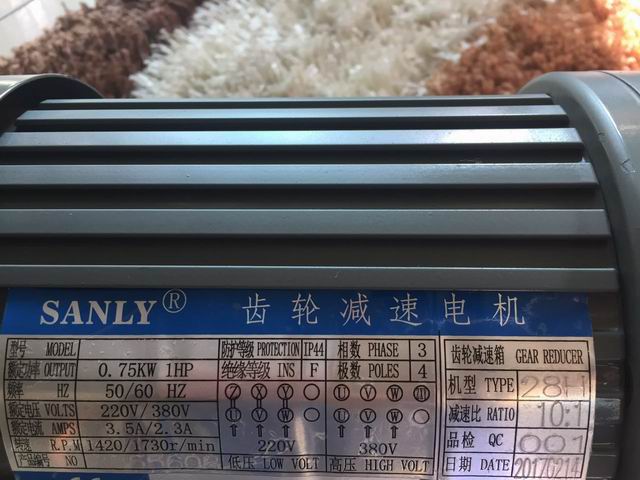 SANLY® 齿轮减速电机
型号 MODEL
额定功率 OUTPUT 0.75KW 1HP
频率 HZ 50/60 HZ
额定电压 VOLTS 220V/380V
额定电流 AMPS 3.5A/2.3A
转速 R.P.M 1420/1730r/min
产品编号 NO
防护等级 PROTECTION IP44
绝缘等级 INS F
Z X Y
U V W
220V
低压 LOW VOLT
相数 PHASE 3
极数 POLES 4
U V W
U V W
380V
高压 HIGH VOLT
齿轮减速箱 GEAR REDUCER
机型 TYPE 28H
减速比 RATIO 10:1
品检 QC 001
日期 DATE 20170214